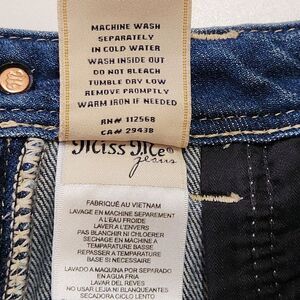 MACHINE WASH
SEPARATELY
IN COLD WATER
WASH INSIDE OUT
DO NOT BLEACH
TUMBLE DRY LOW
REMOVE PROMPTLY
WARM IRON IF NEEDED
RN# 112568
CA# 29438
Miss Me
jeans
FABRIQUÉ AU VIETNAM
LAVAGE EN MACHINE SEPAREMENT
A L'EAU FROIDE
LAVER A L'ENVERS
PAS BLANCHIR NI CHLOERER
SECHAGE EN MACHINE
BASSE TEMPERATURE
REPASSER A TEMPERATURE
BASE SI NECESSAIRE
LAVADO A MAQUINA POR SEPARADO
EN AGUA FRIA
LAVAR DEL REVES
NO USAR LEJIA NI BLANQUEANTES
SECADORA CICLO LENTO